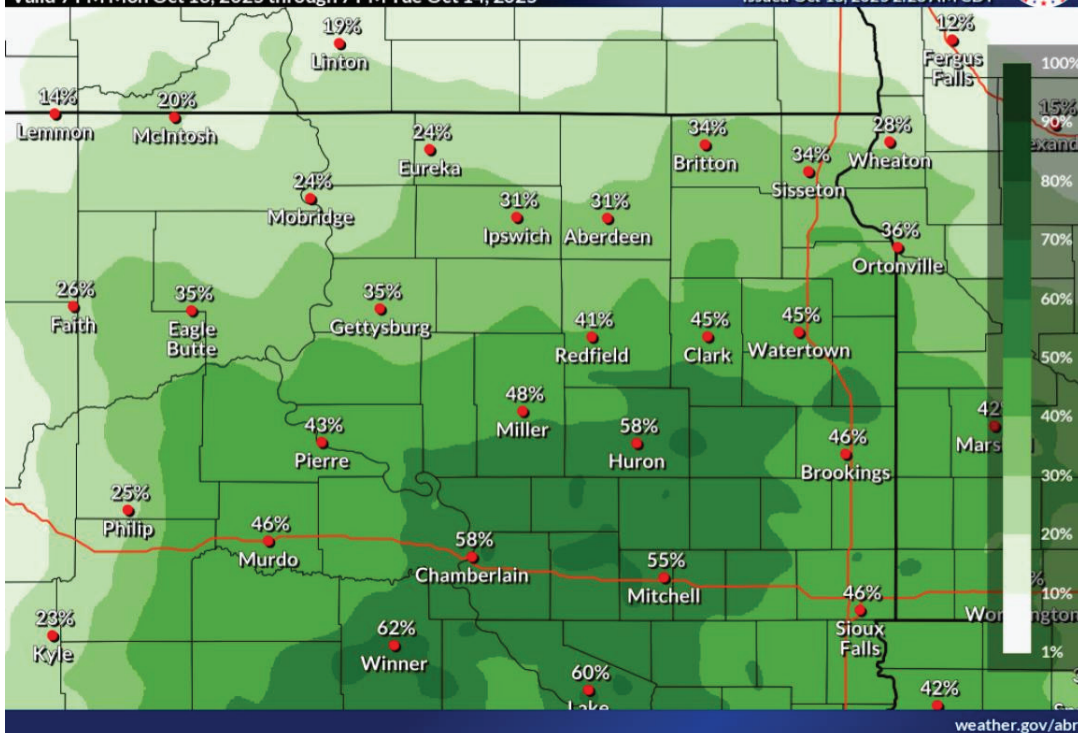 12%
19%
Fergus
Falls
Linton
100%
14%
20%
15%
90%
Lemmon
McIntosh
34%
28%
24%
Britton
34%
Wheaton
Eureka
Sisseton
80%
24%
31%
31%
Mobridge
Ipswich
Aberdeen
36%
70%
Ortonville
26%
35%
35%
60%
Faith
Eagle
Butte
Gettysburg
41%
45%
45%
Redfield
Clark
Watertown
50%
48%
42
40%
43%
Miller
58%
Pierre
46%
Huron
Brookings
30%
25%
Philip
46%
20%
58%
Murdo
55%
Chamberlain
Mitchell
46%
10%
23%
62%
Sioux
Falls
Kyle
Winner
1%
60%
42%
Lake
weather.gov/abr